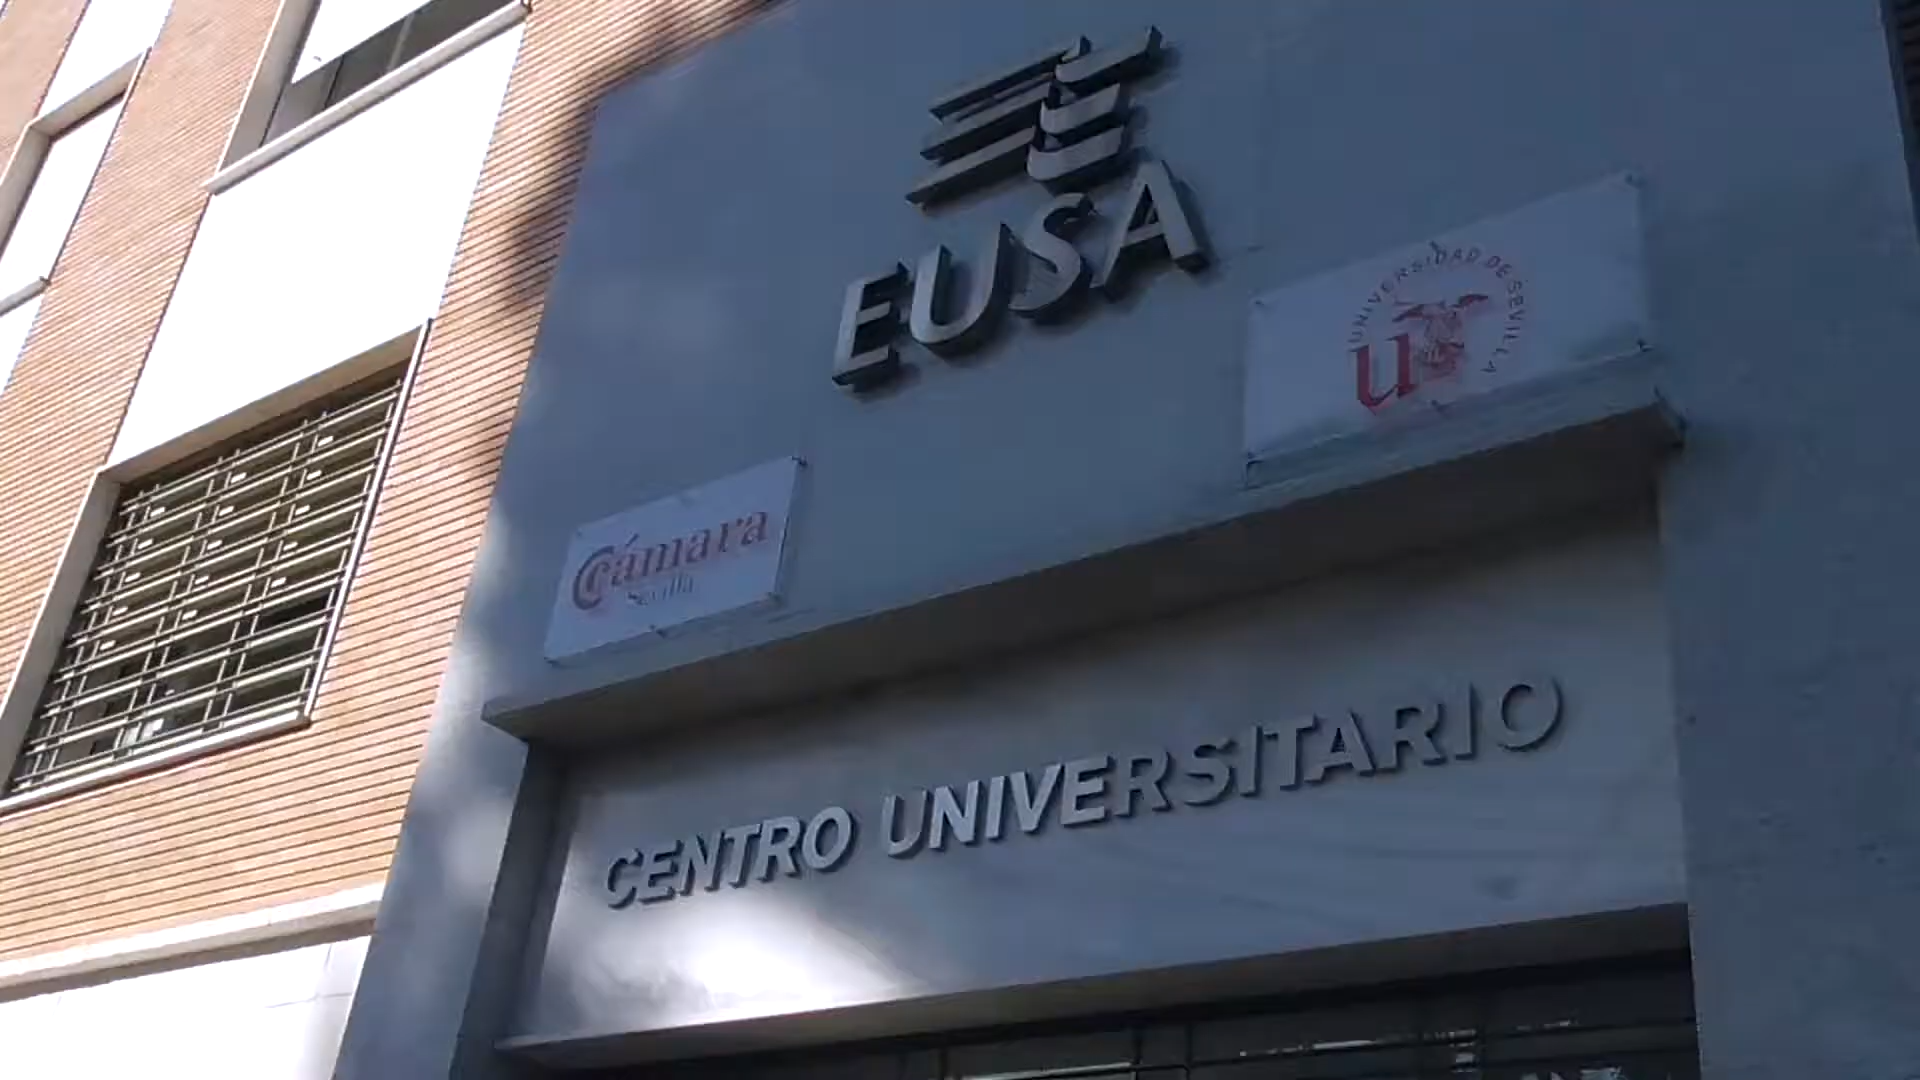 EUSA
UNIVERSIDAD DE SEVILLA
u
Cámara
Sevilla
CENTRO UNIVERSITARIO